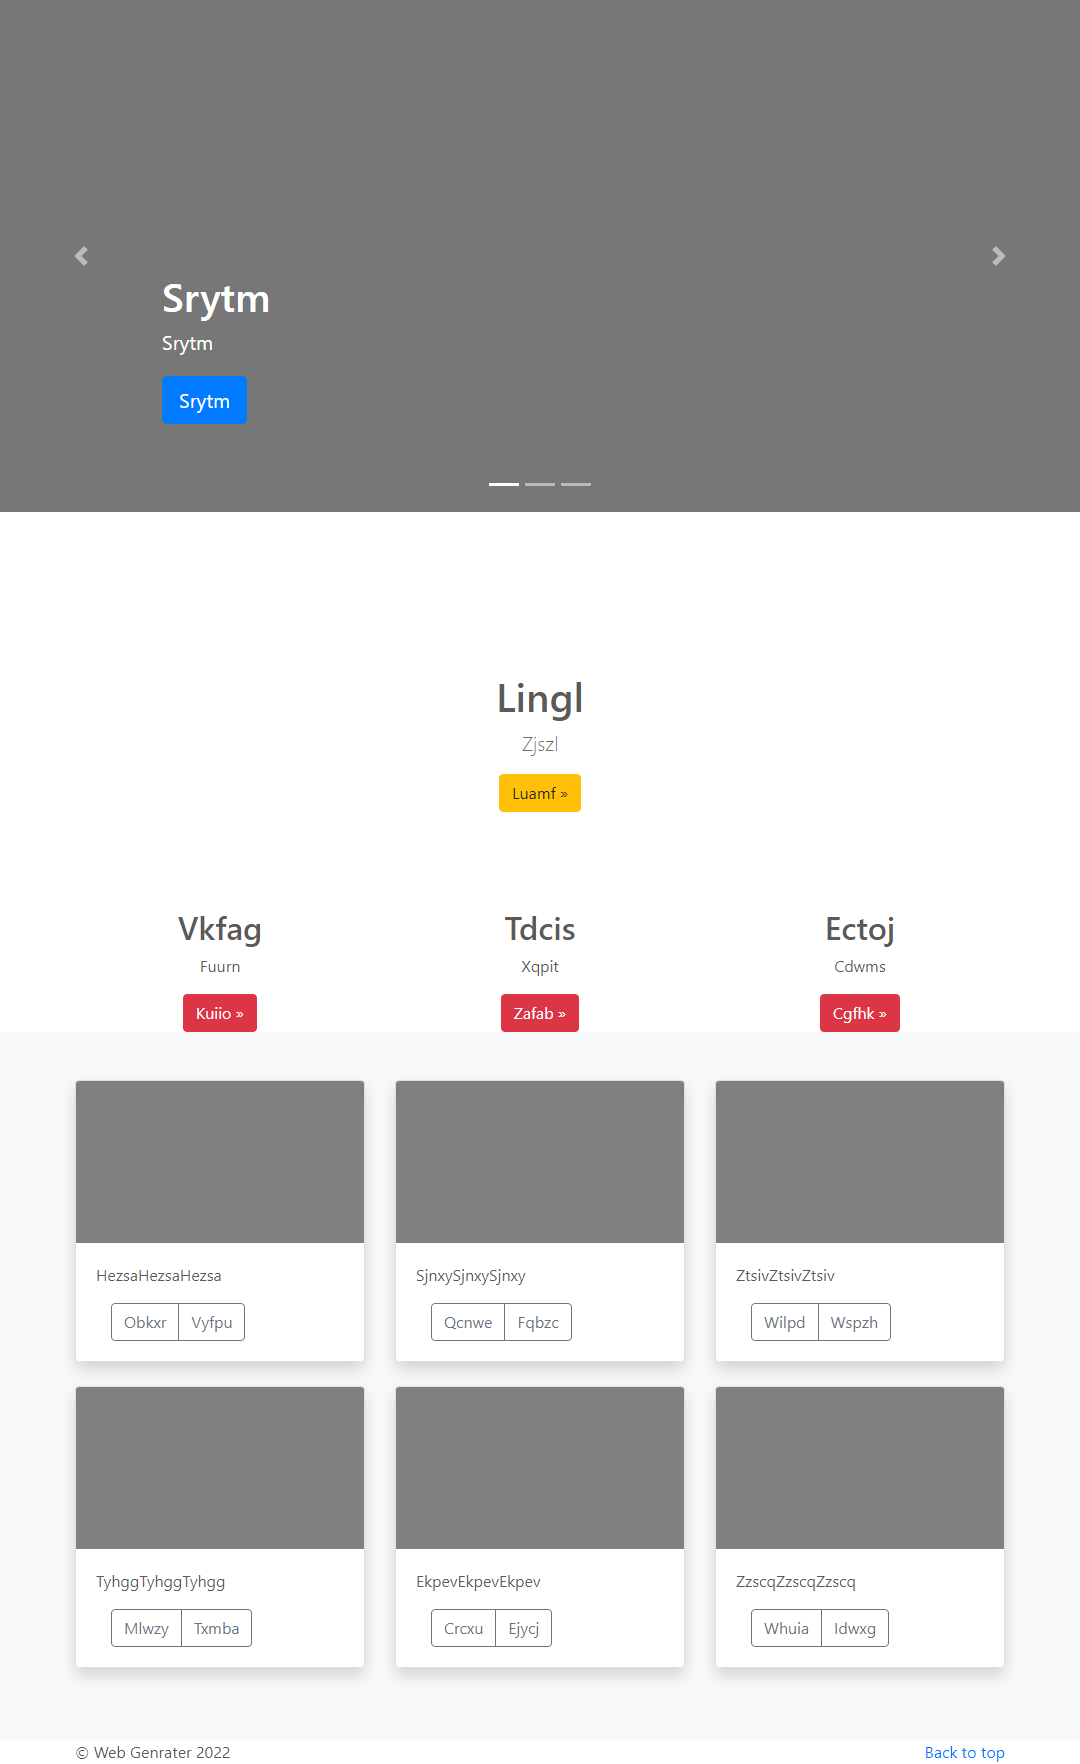 Srytm
Srytm
Srytm
Lingl
Zjszl
Luamf »
Vkfag
Tdcis
Ectoj
Fuurn
Xqpit
Cdwms
Kuiio »
Zafab »
Cgfhk »
HezsaHezsaHezsa
SjnxySjnxySjnxy
ZtsivZtsivZtsiv
Obkxr
Vyfpu
Qcnwe
Fqbzc
Wilpd
Wspzh
TyhggTyhggTyhgg
EkpevEkpevEkpev
ZzscqZzscqZzscq
Mlwzy
Txmba
Crcxu
Ejycj
Whuia
Idwxg
© Web Genrater 2022
Back to top